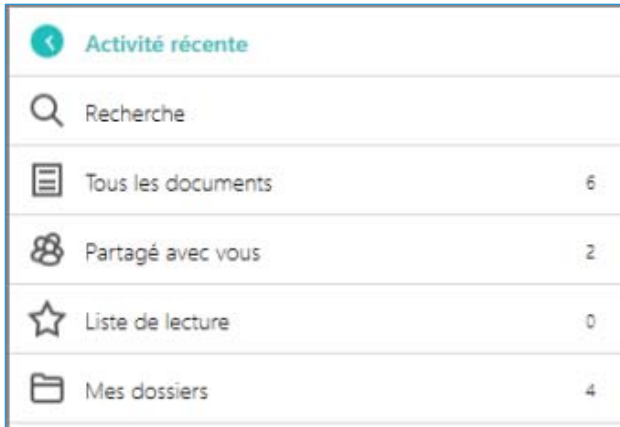 Activité récente
Recherche
Tous les documents 6
Partagé avec vous 2
Liste de lecture 0
Mes dossiers 4